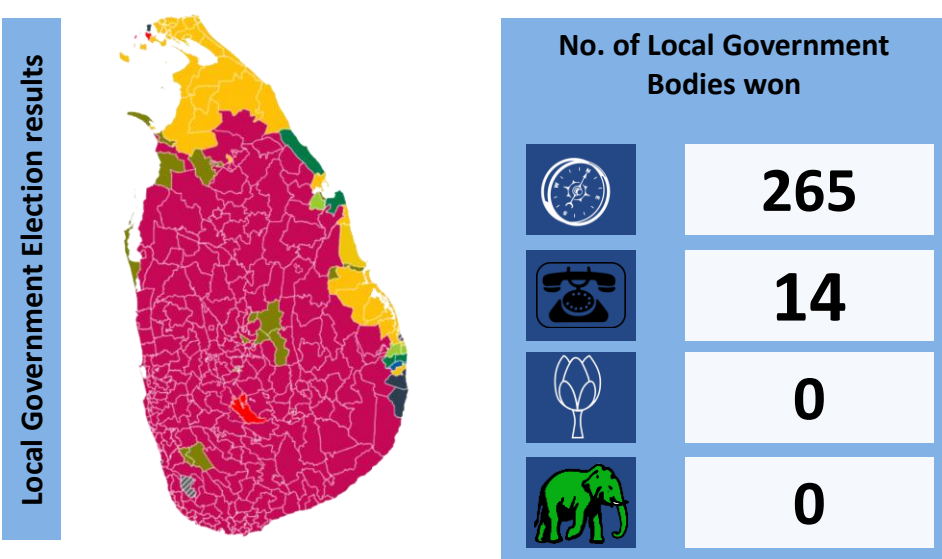 Local Government Election results
No. of Local Government
Bodies won
265
14
0
0